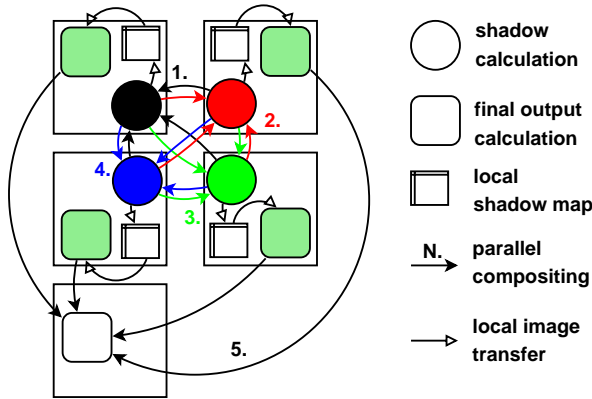 1.
2.
4.
3.
5.
shadow
calculation
final output
calculation
local
shadow map
N.
parallel
compositing
local image
transfer